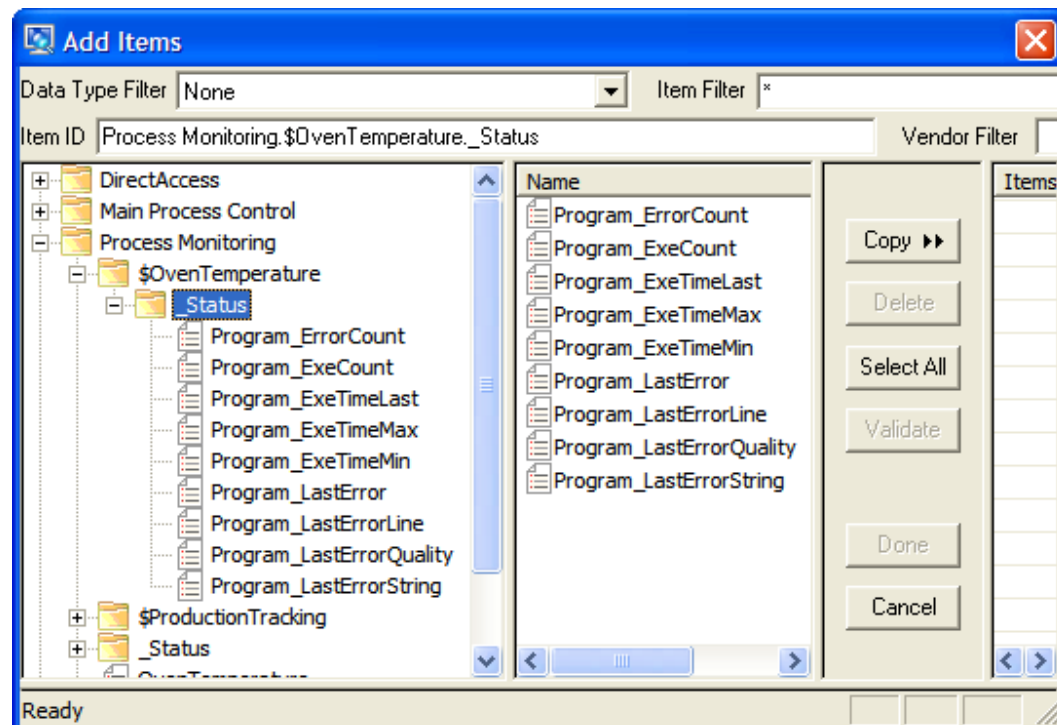 Add Items
Data Type Filter None Item Filter *
Item ID Process Monitoring.$OvenTemperature._Status Vendor Filter
DirectAccess
Main Process Control
Process Monitoring
$OvenTemperature
_Status
Program_ErrorCount
Program_ExeCount
Program_ExeTimeLast
Program_ExeTimeMax
Program_ExeTimeMin
Program_LastError
Program_LastErrorLine
Program_LastErrorQuality
Program_LastErrorString
$ProductionTracking
_Status
OvenTemperature
Name
Program_ErrorCount
Program_ExeCount
Program_ExeTimeLast
Program_ExeTimeMax
Program_ExeTimeMin
Program_LastError
Program_LastErrorLine
Program_LastErrorQuality
Program_LastErrorString
Copy
Delete
Select All
Validate
Done
Cancel
Items
Ready